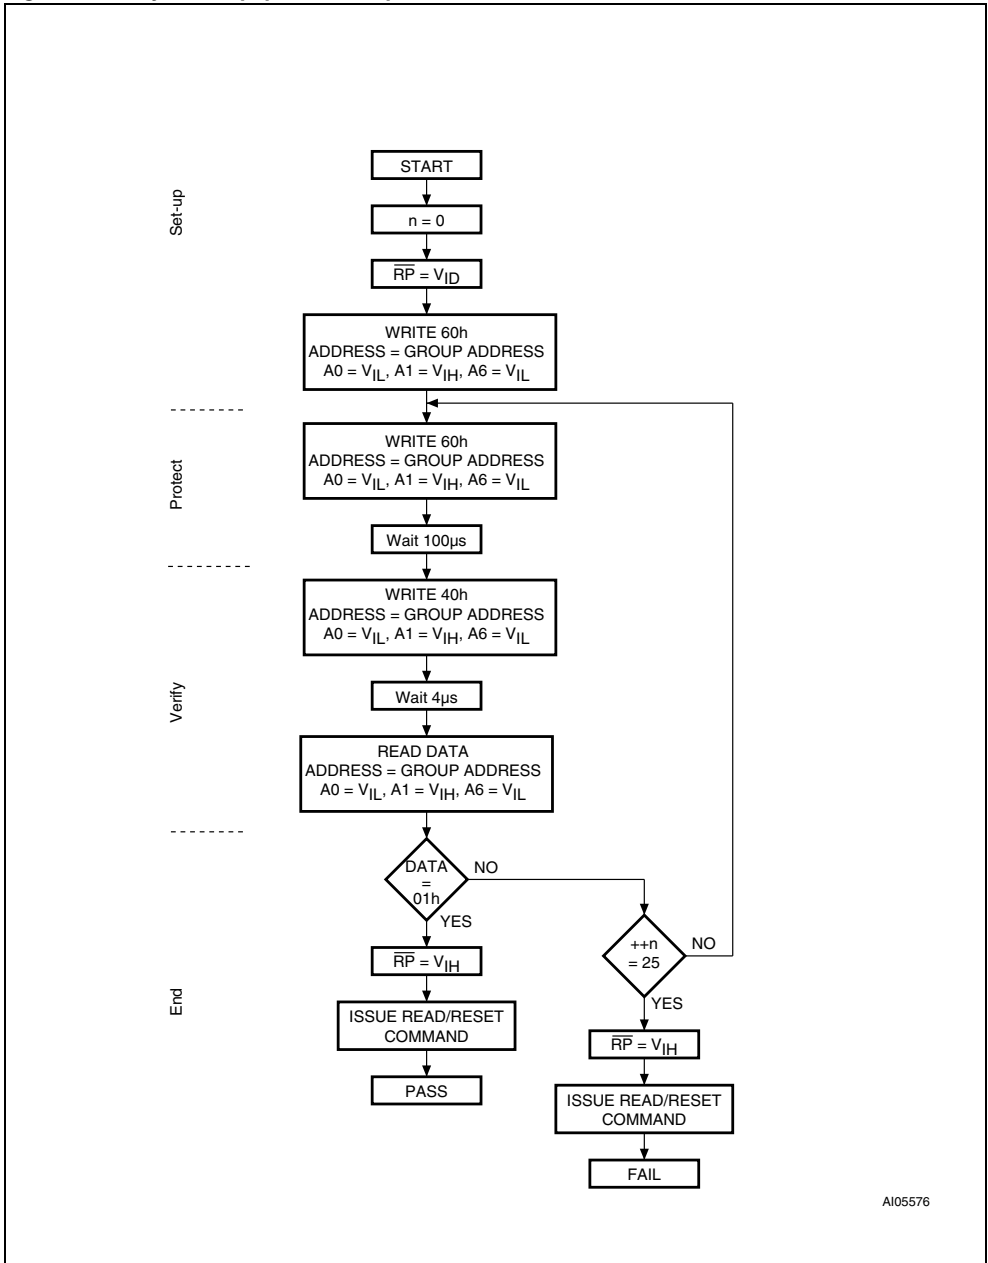 START
Set-up
n = 0
R̅P̅ = VID
WRITE 60h
ADDRESS = GROUP ADDRESS
A0 = VIL, A1 = VIH, A6 = VIL
Protect
WRITE 60h
ADDRESS = GROUP ADDRESS
A0 = VIL, A1 = VIH, A6 = VIL
Wait 100µs
WRITE 40h
ADDRESS = GROUP ADDRESS
A0 = VIL, A1 = VIH, A6 = VIL
Verify
Wait 4µs
READ DATA
ADDRESS = GROUP ADDRESS
A0 = VIL, A1 = VIH, A6 = VIL
DATA
=
01h
NO
YES
++n
= 25
NO
YES
End
R̅P̅ = VIH
ISSUE READ/RESET
COMMAND
PASS
R̅P̅ = VIH
ISSUE READ/RESET
COMMAND
FAIL
AI05576